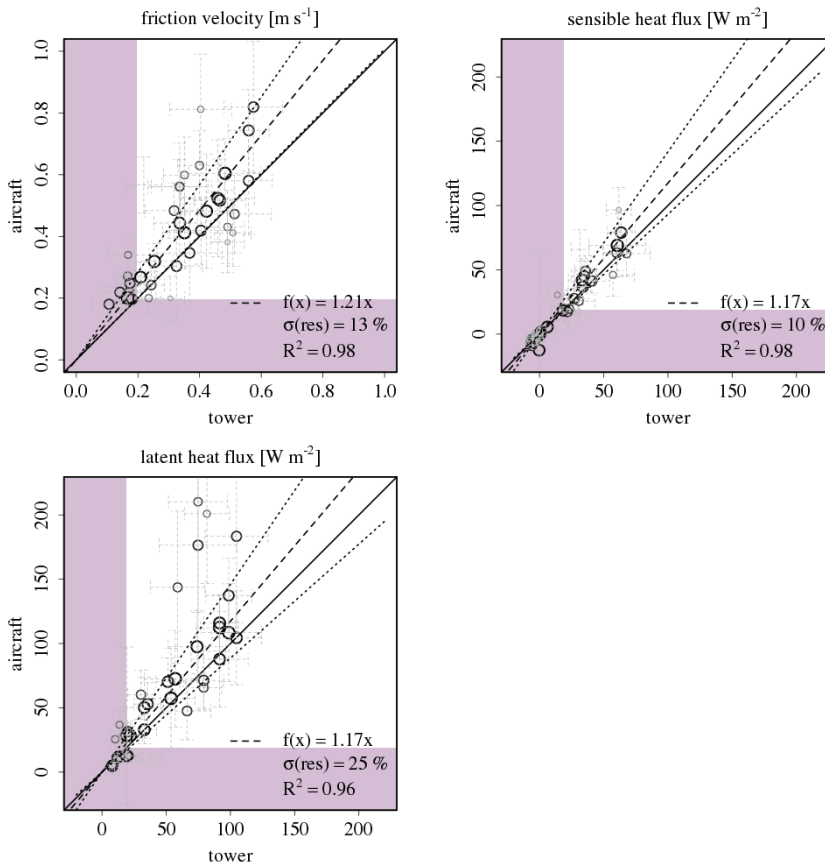 friction velocity [m s⁻¹]
aircraft
0.0 0.2 0.4 0.6 0.8 1.0
f(x) = 1.21x
σ(res) = 13 %
R² = 0.98
0.0 0.2 0.4 0.6 0.8 1.0
tower
sensible heat flux [W m⁻²]
aircraft
0 50 100 150 200
f(x) = 1.17x
σ(res) = 10 %
R² = 0.98
0 50 100 150 200
tower
latent heat flux [W m⁻²]
aircraft
0 50 100 150 200
f(x) = 1.17x
σ(res) = 25 %
R² = 0.96
0 50 100 150 200
tower